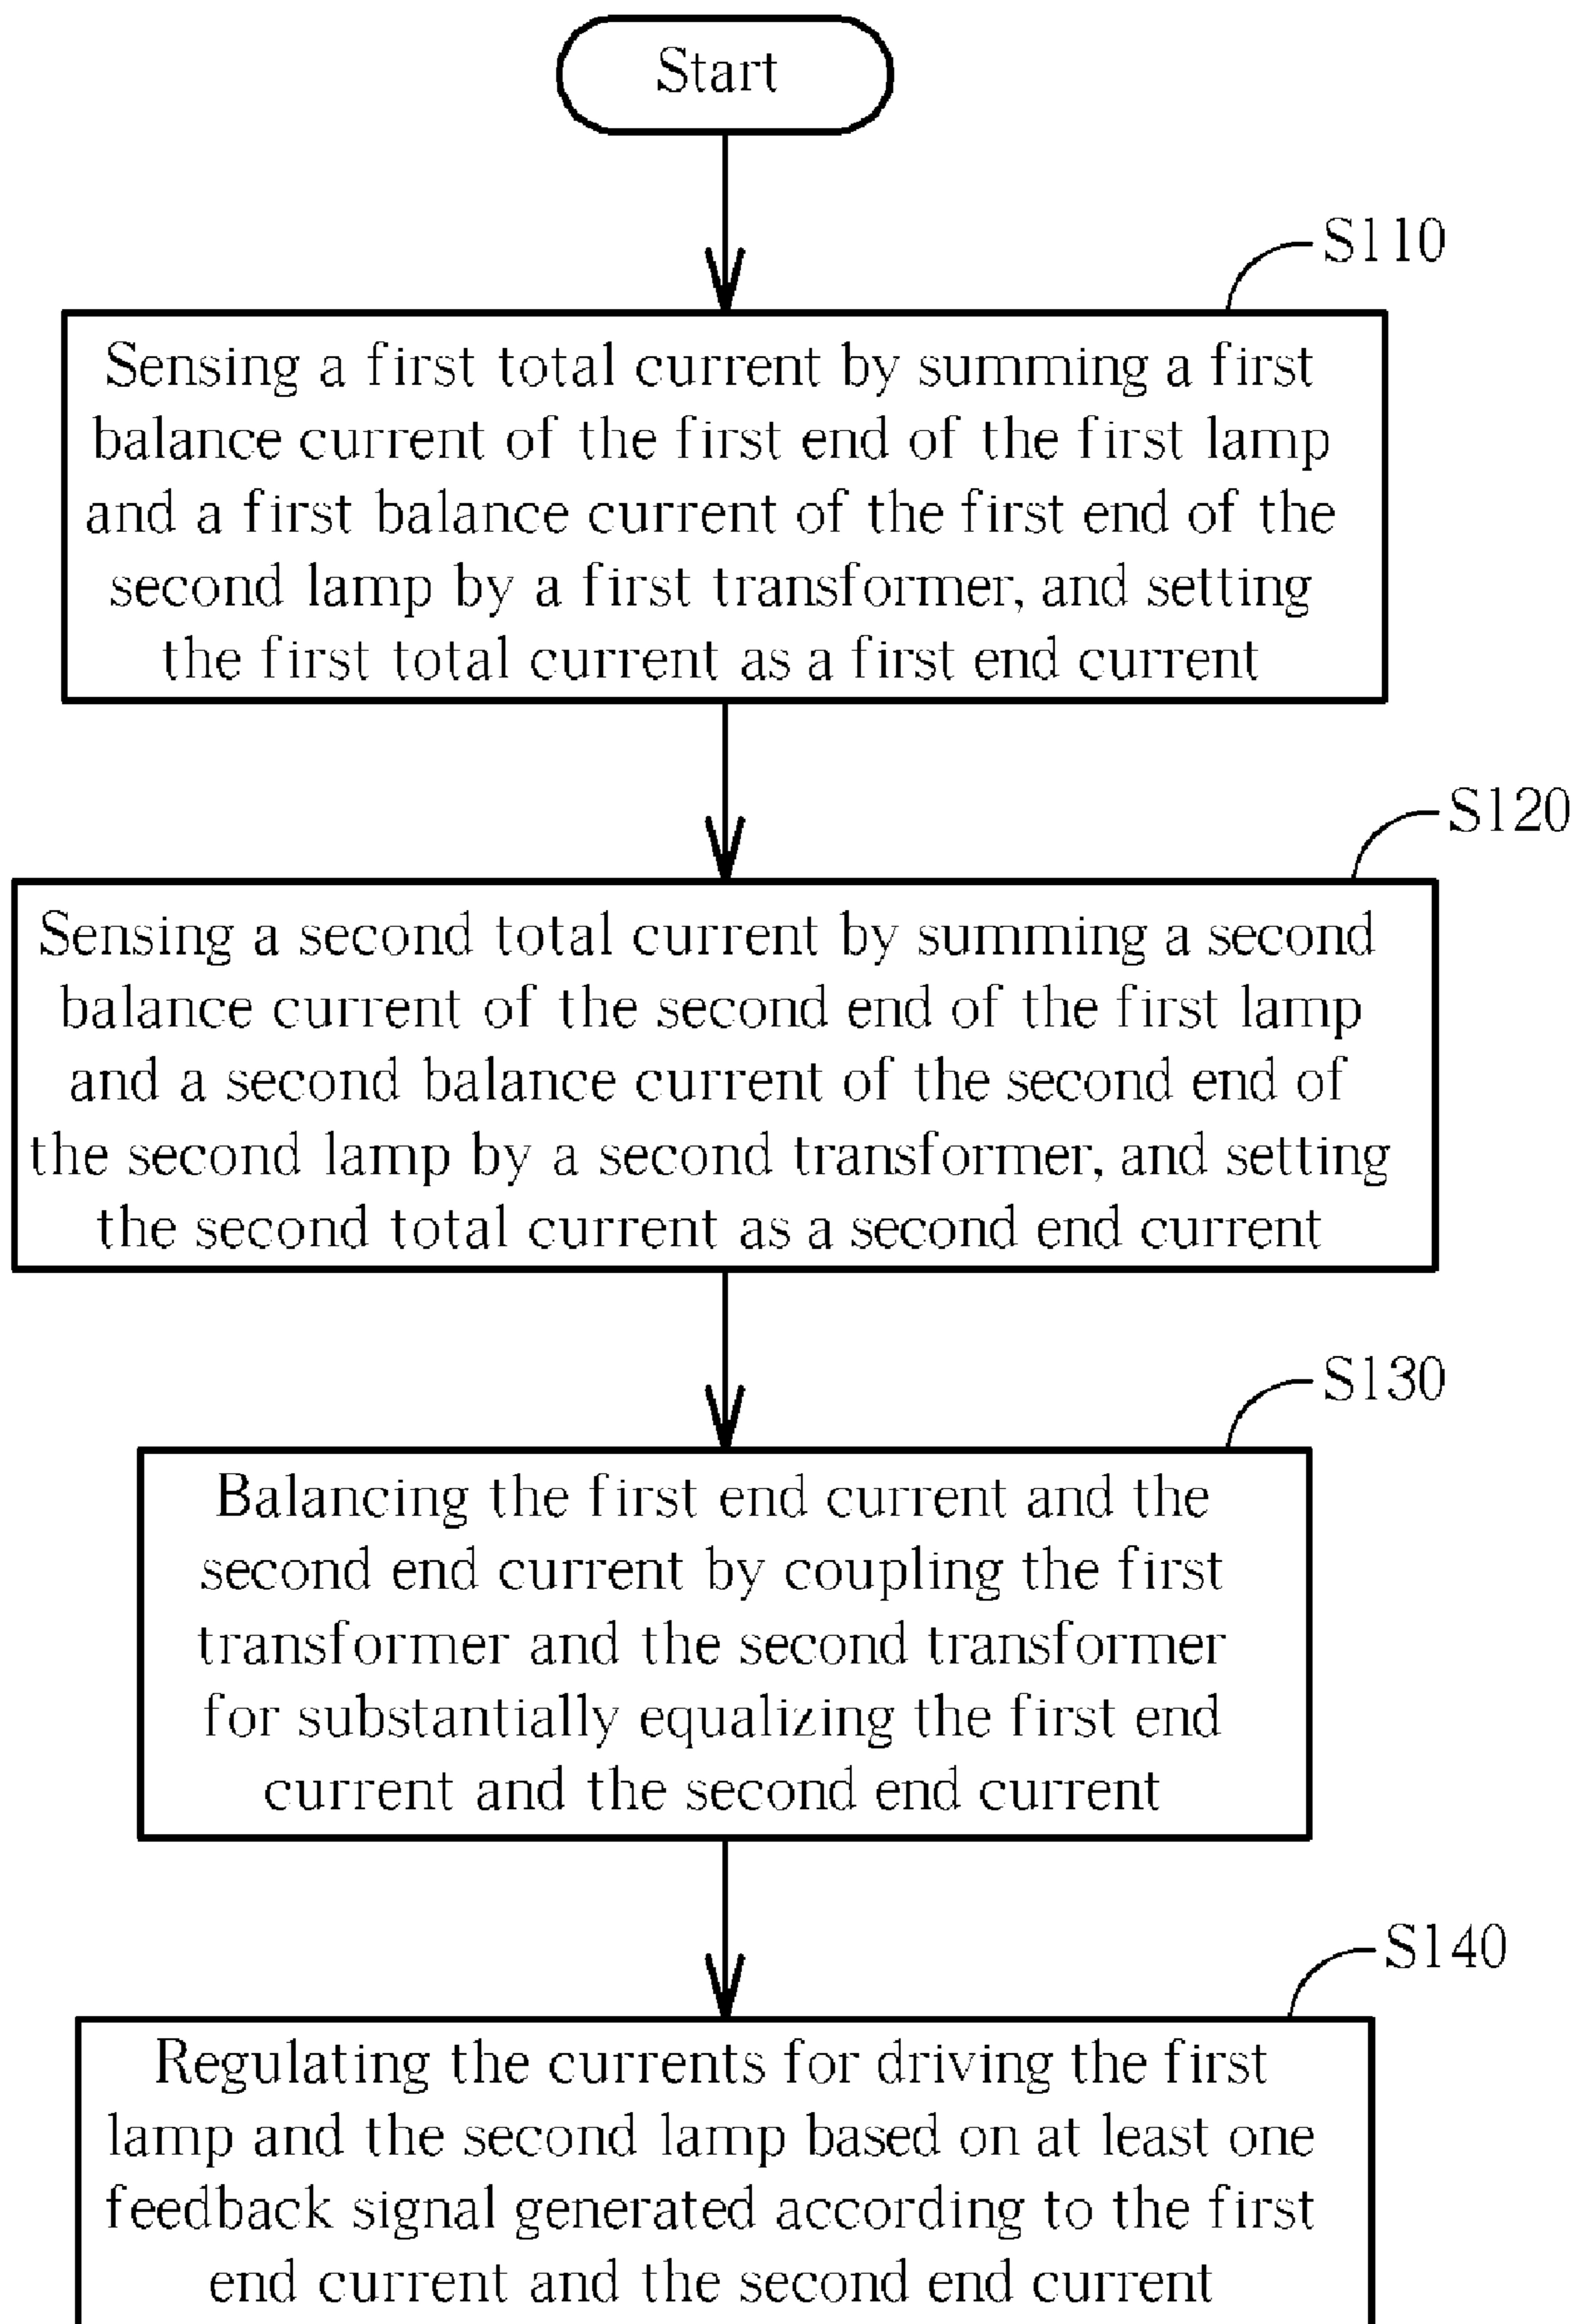 Start
S110
Sensing a first total current by summing a first
balance current of the first end of the first lamp
and a first balance current of the first end of the
second lamp by a first transformer, and setting
the first total current as a first end current
S120
Sensing a second total current by summing a second
balance current of the second end of the first lamp
and a second balance current of the second end of
the second lamp by a second transformer, and setting
the second total current as a second end current
S130
Balancing the first end current and the
second end current by coupling the first
transformer and the second transformer
for substantially equalizing the first end
current and the second end current
S140
Regulating the currents for driving the first
lamp and the second lamp based on at least one
feedback signal generated according to the first
end current and the second end current